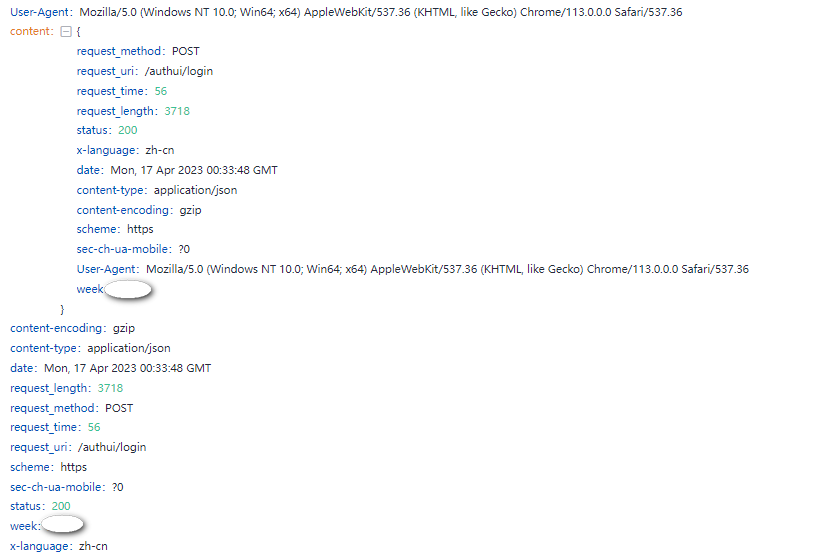 User-Agent: Mozilla/5.0 (Windows NT 10.0; Win64; x64) AppleWebKit/537.36 (KHTML, like Gecko) Chrome/113.0.0.0 Safari/537.36
content: {
request_method: POST
request_uri: /authui/login
request_time: 56
request_length: 3718
status: 200
x-language: zh-cn
date: Mon, 17 Apr 2023 00:33:48 GMT
content-type: application/json
content-encoding: gzip
scheme: https
sec-ch-ua-mobile: ?0
User-Agent: Mozilla/5.0 (Windows NT 10.0; Win64; x64) AppleWebKit/537.36 (KHTML, like Gecko) Chrome/113.0.0.0 Safari/537.36
week
}
content-encoding: gzip
content-type: application/json
date: Mon, 17 Apr 2023 00:33:48 GMT
request_length: 3718
request_method: POST
request_time: 56
request_uri: /authui/login
scheme: https
sec-ch-ua-mobile: ?0
status: 200
week:
x-language: zh-cn